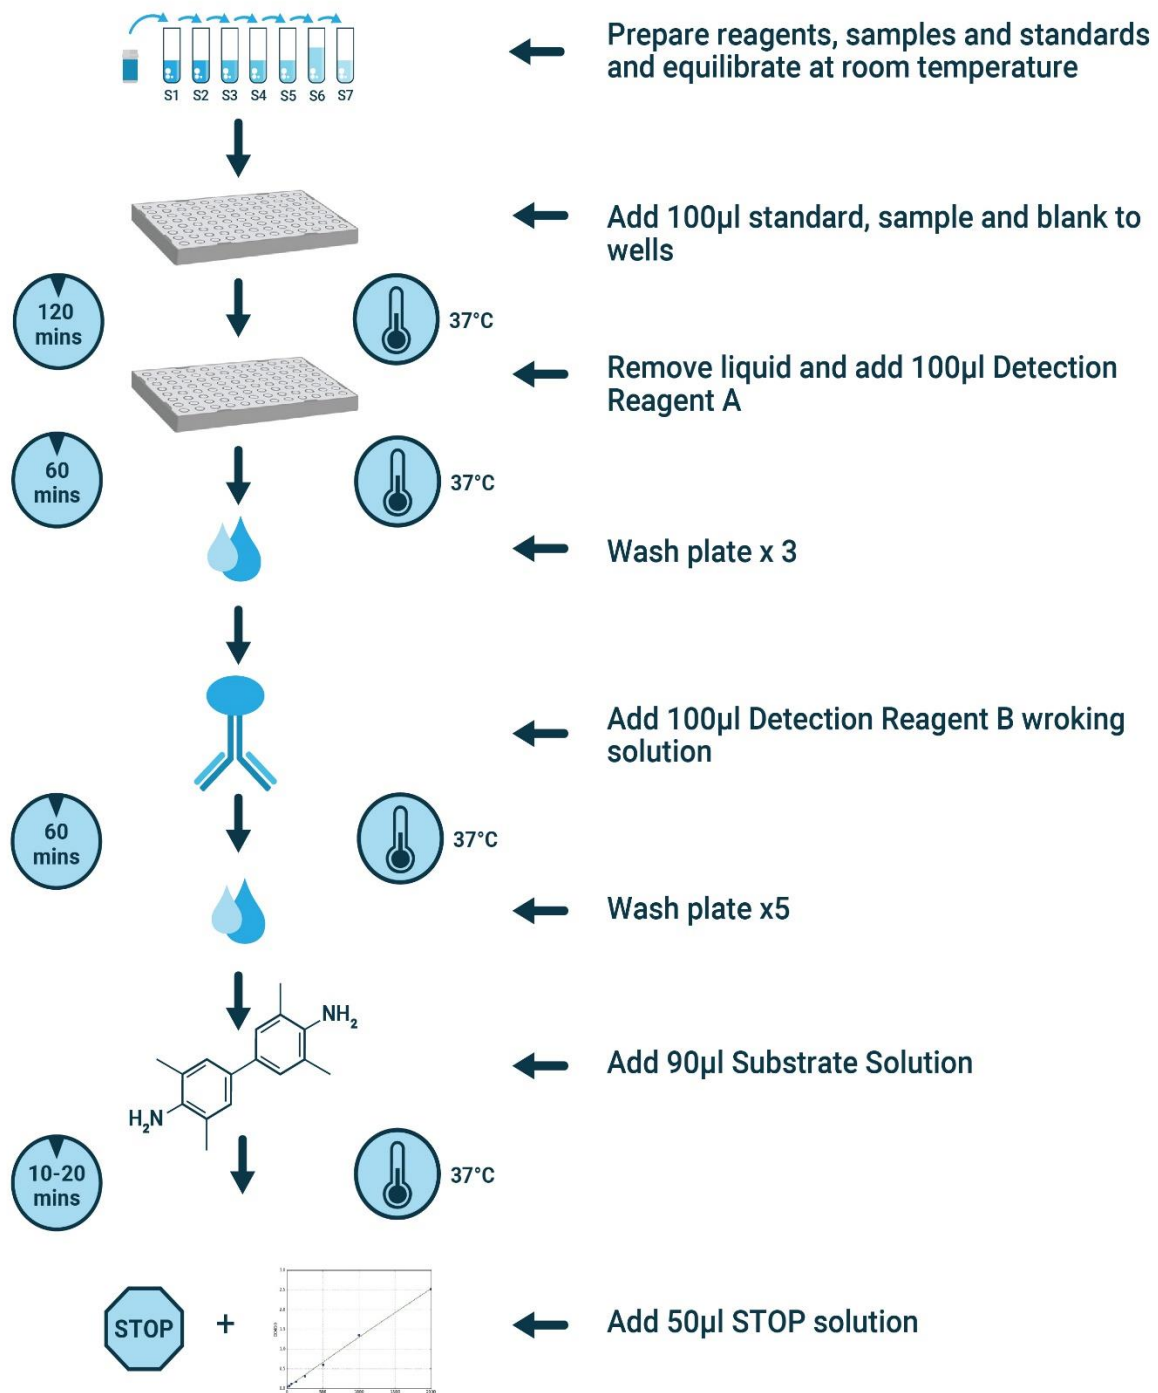 Prepare reagents, samples and standards
and equilibrate at room temperature
S1 S2 S3 S4 S5 S6 S7
Add 100µl standard, sample and blank to
wells
120
mins
37°C
Remove liquid and add 100µl Detection
Reagent A
60
mins
37°C
Wash plate x 3
Add 100µl Detection Reagent B wroking
solution
60
mins
37°C
Wash plate x5
NH2
H2N
Add 90µl Substrate Solution
10-20
mins
37°C
STOP
+
Add 50µl STOP solution